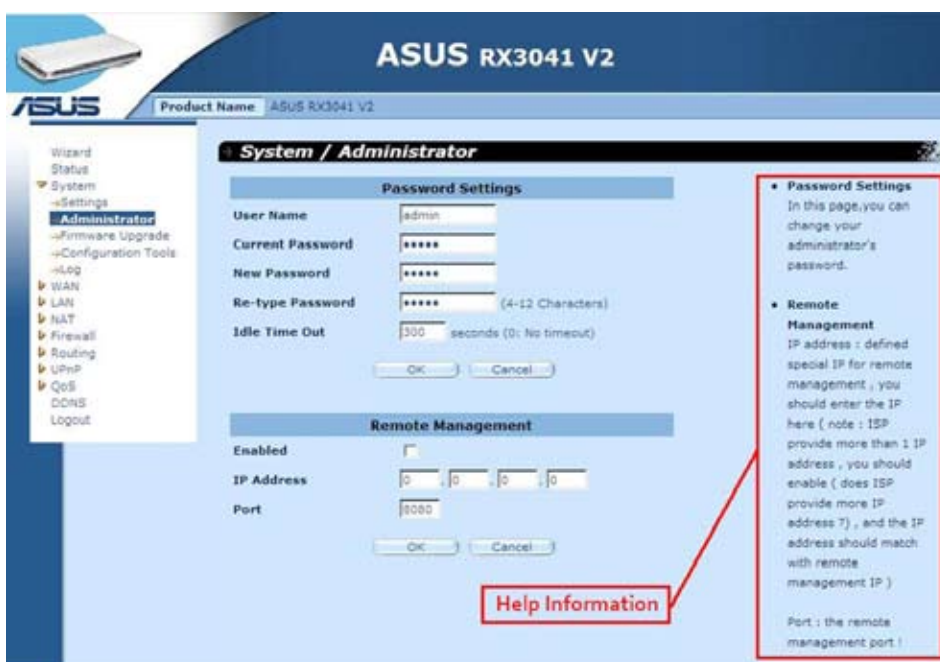 ASUS RX3041 V2
ASUS
Product Name ASUS RX3041 V2
Wizard
Status
System
Settings
Administrator
Firmware Upgrade
Configuration Tools
Log
WAN
LAN
NAT
Firewall
Routing
UPnP
QoS
DDNS
Logout
System / Administrator
Password Settings
User Name admin
Current Password •••••
New Password •••••
Re-type Password ••••• (4-12 Characters)
Idle Time Out 300 seconds (0: No timeout)
OK Cancel
Remote Management
Enabled
IP Address 0 . 0 . 0 . 0
Port 8080
OK Cancel
Help Information
• Password Settings
In this page,you can
change your
administrator's
password.
• Remote
Management
IP address : defined
special IP for remote
management , you
should enter the IP
here ( note : ISP
provide more than 1 IP
address , you should
enable ( does ISP
provide more IP
address ?) , and the IP
address should match
with remote
management IP )
Port : the remote
management port !